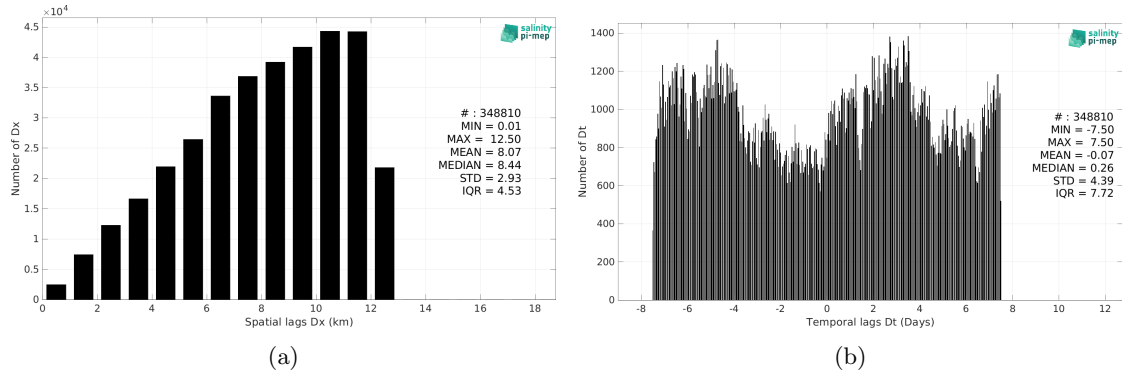 ×10⁴
4.5
4
3.5
3
2.5
2
1.5
1
0.5
0
Number of Dx
0 2 4 6 8 10 12 14 16 18
Spatial lags Dx (km)
salinity
pi-mep
# : 348810
MIN = 0.01
MAX = 12.50
MEAN = 8.07
MEDIAN = 8.44
STD = 2.93
IQR = 4.53
(a)
1400
1200
1000
800
600
400
200
0
Number of Dt
-8 -6 -4 -2 0 2 4 6 8 10 12
Temporal lags Dt (Days)
salinity
pi-mep
# : 348810
MIN = -7.50
MAX = 7.50
MEAN = -0.07
MEDIAN = 0.26
STD = 4.39
IQR = 7.72
(b)